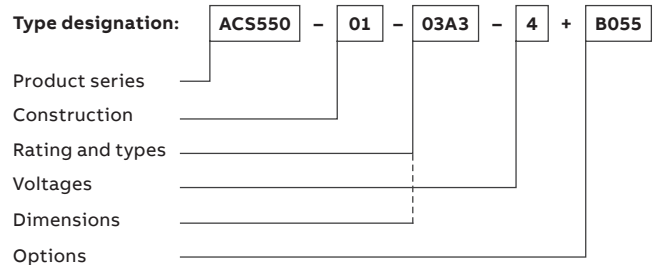 Type designation: ACS550 – 01 – 03A3 – 4 + B055
Product series
Construction
Rating and types
Voltages
Dimensions
Options